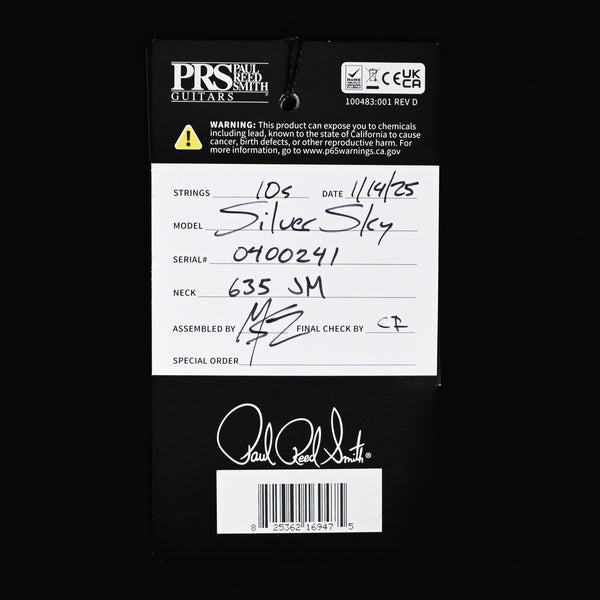 PRS PAUL REED SMITH
GUITARS
CE UK CA
100483:001 REV D
WARNING: This product can expose you to chemicals
including lead, known to the state of California to cause
cancer, birth defects, or other reproductive harm. For
more information, go to www.p65warnings.ca.gov
STRINGS 10s DATE 1/14/25
MODEL Silver Sky
SERIAL# 0400241
NECK 635 JM
ASSEMBLED BY FINAL CHECK BY
SPECIAL ORDER
Paul Reed Smith®
8 25362 16947 5